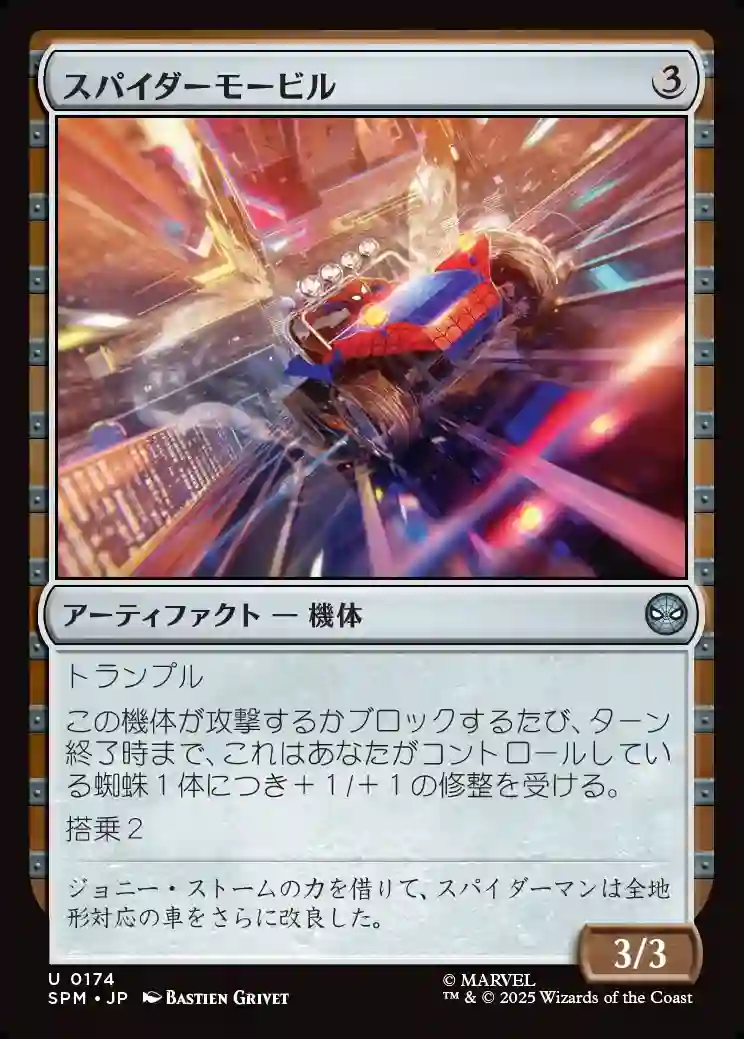 スパイダーモービル
3
アーティファクト — 機体
トランプル
この機体が攻撃するかブロックするたび、ターン
終了時まで、これはあなたがコントロールしてい
る蜘蛛１体につき＋１/＋１の修整を受ける。
搭乗２
ジョニー・ストームの力を借りて、スパイダーマンは全地
形対応の車をさらに改良した。
3/3
U 0174
SPM • JP BASTIEN GRIVET
© MARVEL
™ & © 2025 Wizards of the Coast